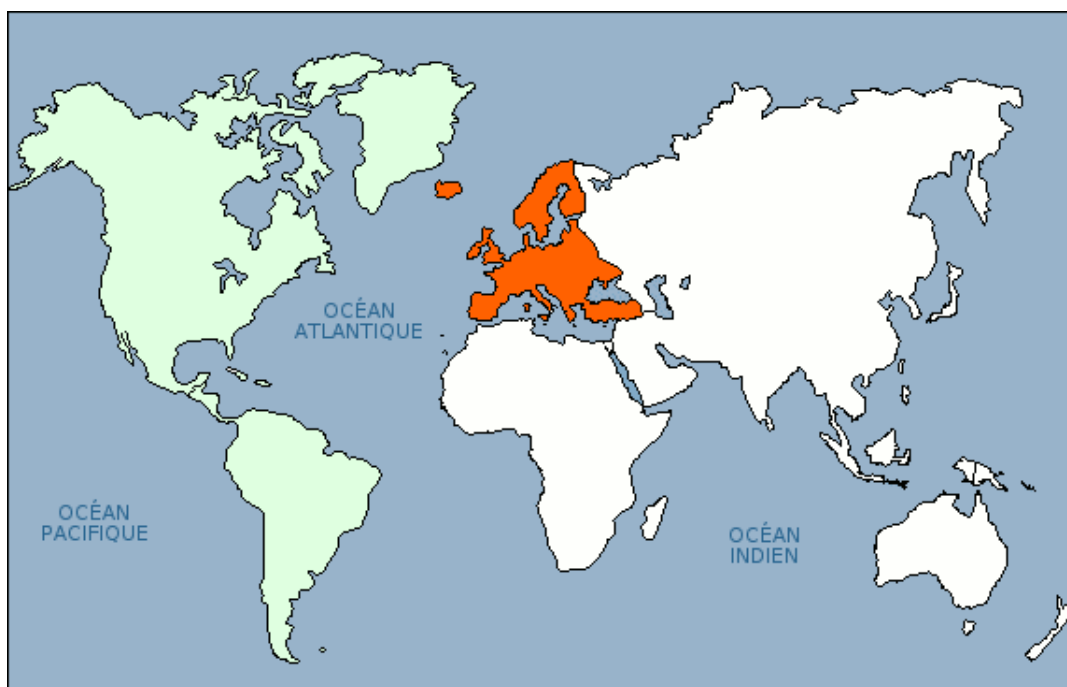 OCÉAN
ATLANTIQUE
OCÉAN
PACIFIQUE
OCÉAN
INDIEN